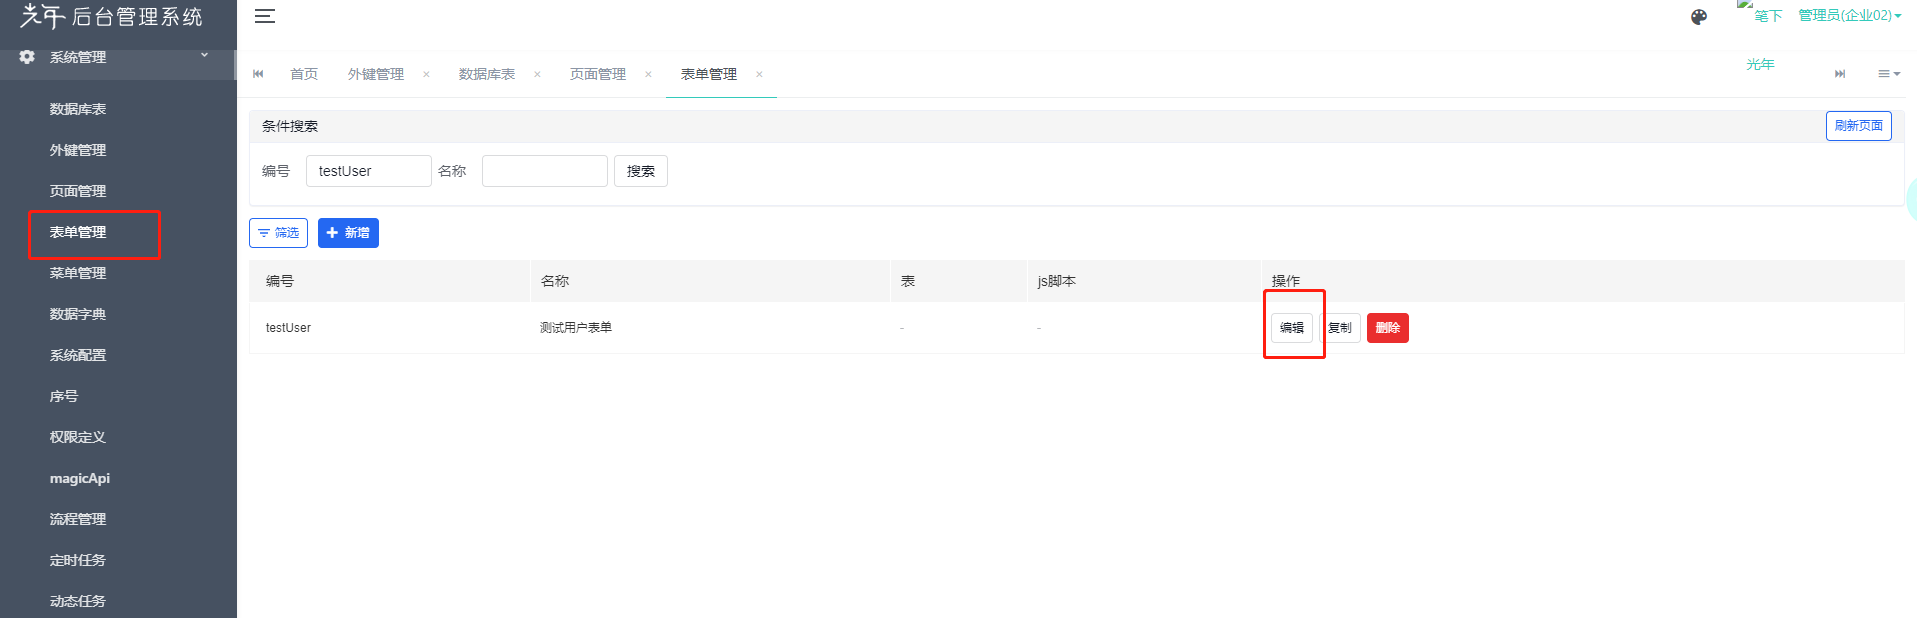 光年 后台管理系统
系统管理
数据库表
外键管理
页面管理
表单管理
菜单管理
数据字典
系统配置
序号
权限定义
magicApi
流程管理
定时任务
动态任务
笔下光年
管理员(企业02)
首页 外键管理 × 数据库表 × 页面管理 × 表单管理 ×
条件搜索 刷新页面
编号 testUser 名称 搜索
筛选 + 新增
编号 名称 表 js脚本 操作
testUser 测试用户表单 - - 编辑 复制 删除